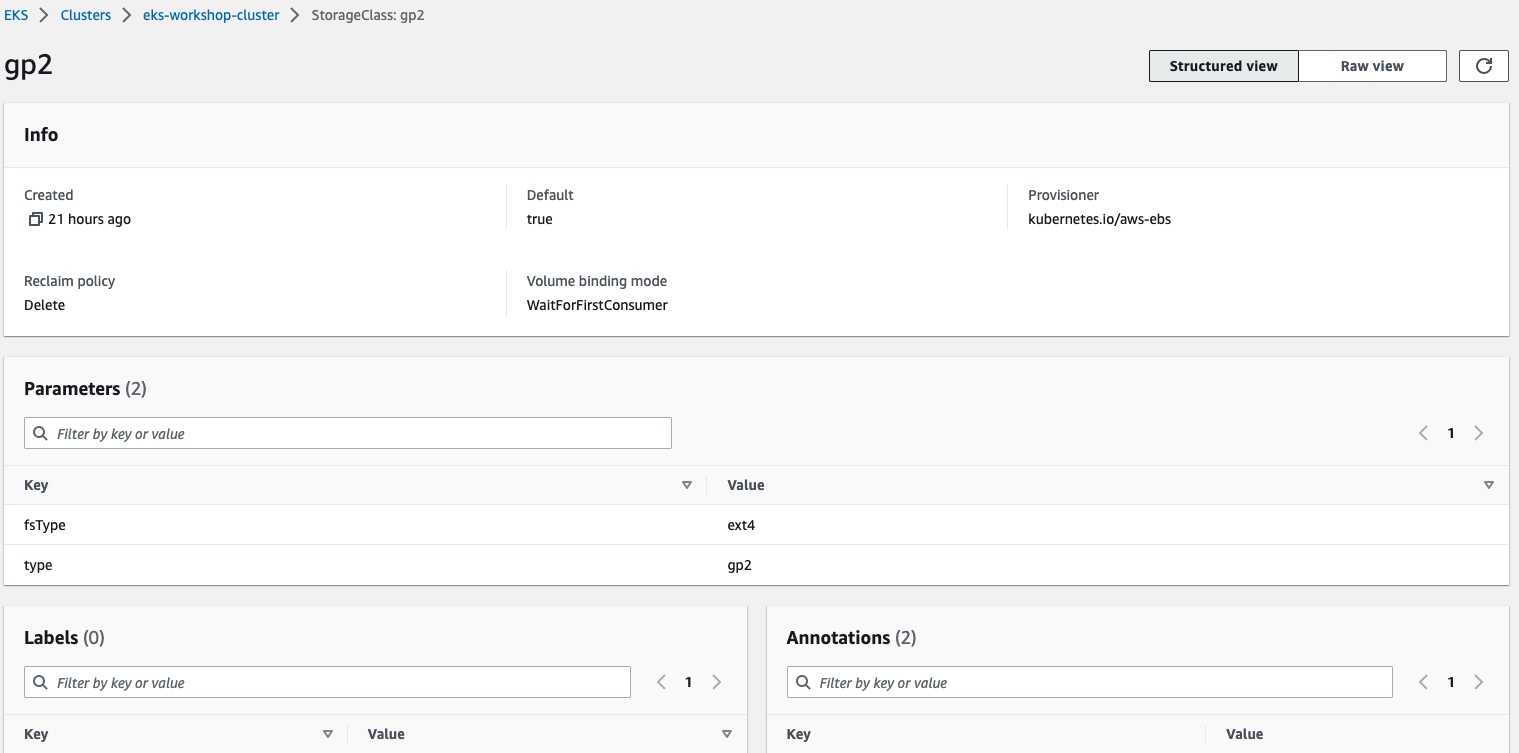 EKS Clusters eks-workshop-cluster StorageClass: gp2
gp2
Structured view Raw view
Info
Created Default Provisioner
21 hours ago true kubernetes.io/aws-ebs
Reclaim policy Volume binding mode
Delete WaitForFirstConsumer
Parameters (2)
Filter by key or value 1
Key Value
fsType ext4
type gp2
Labels (0) Annotations (2)
Filter by key or value 1 Filter by key or value 1
Key Value Key Value